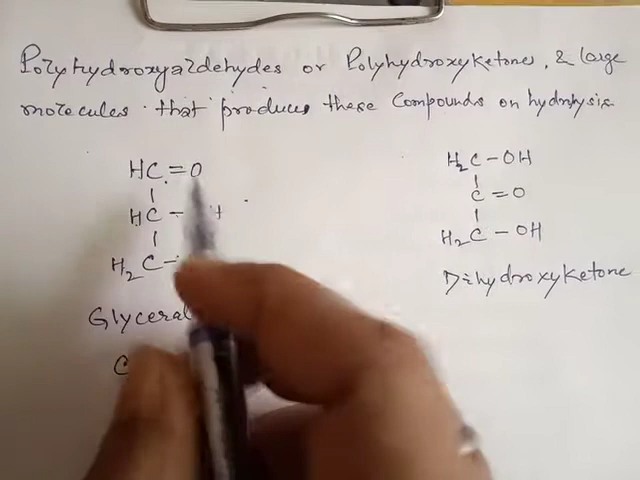 Polyhydroxyaldehydes or Polyhydroxyketones, & large
molecules that produces these compounds on hydrolysis
HC=O
HC-
H2C-
Glyceral
C
H2C-OH
C=O
H2C-OH
Dihydroxyketone